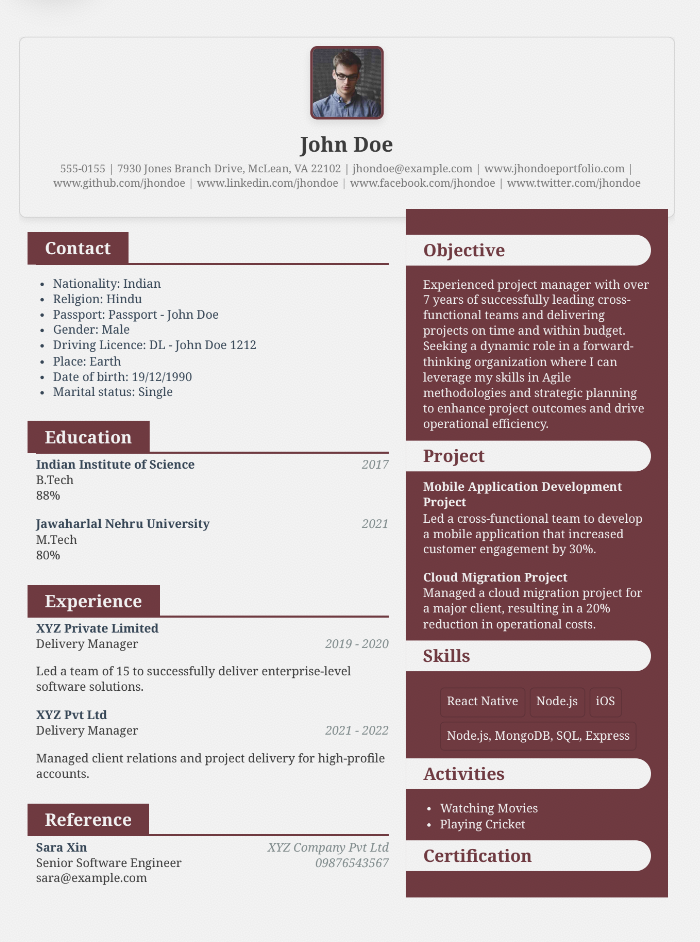 John Doe
555-0155 | 7930 Jones Branch Drive, McLean, VA 22102 | jhondoe@example.com | www.jhondoeportfolio.com |
www.github.com/jhondoe | www.linkedin.com/jhondoe | www.facebook.com/jhondoe | www.twitter.com/jhondoe
Contact
• Nationality: Indian
• Religion: Hindu
• Passport: Passport - John Doe
• Gender: Male
• Driving Licence: DL - John Doe 1212
• Place: Earth
• Date of birth: 19/12/1990
• Marital status: Single
Education
Indian Institute of Science 2017
B.Tech
88%
Jawaharlal Nehru University 2021
M.Tech
80%
Experience
XYZ Private Limited
Delivery Manager 2019 - 2020
Led a team of 15 to successfully deliver enterprise-level
software solutions.
XYZ Pvt Ltd
Delivery Manager 2021 - 2022
Managed client relations and project delivery for high-profile
accounts.
Reference
Sara Xin XYZ Company Pvt Ltd
Senior Software Engineer 09876543567
sara@example.com
Objective
Experienced project manager with over
7 years of successfully leading cross-
functional teams and delivering
projects on time and within budget.
Seeking a dynamic role in a forward-
thinking organization where I can
leverage my skills in Agile
methodologies and strategic planning
to enhance project outcomes and drive
operational efficiency.
Project
Mobile Application Development
Project
Led a cross-functional team to develop
a mobile application that increased
customer engagement by 30%.
Cloud Migration Project
Managed a cloud migration project for
a major client, resulting in a 20%
reduction in operational costs.
Skills
React Native Node.js iOS
Node.js, MongoDB, SQL, Express
Activities
• Watching Movies
• Playing Cricket
Certification